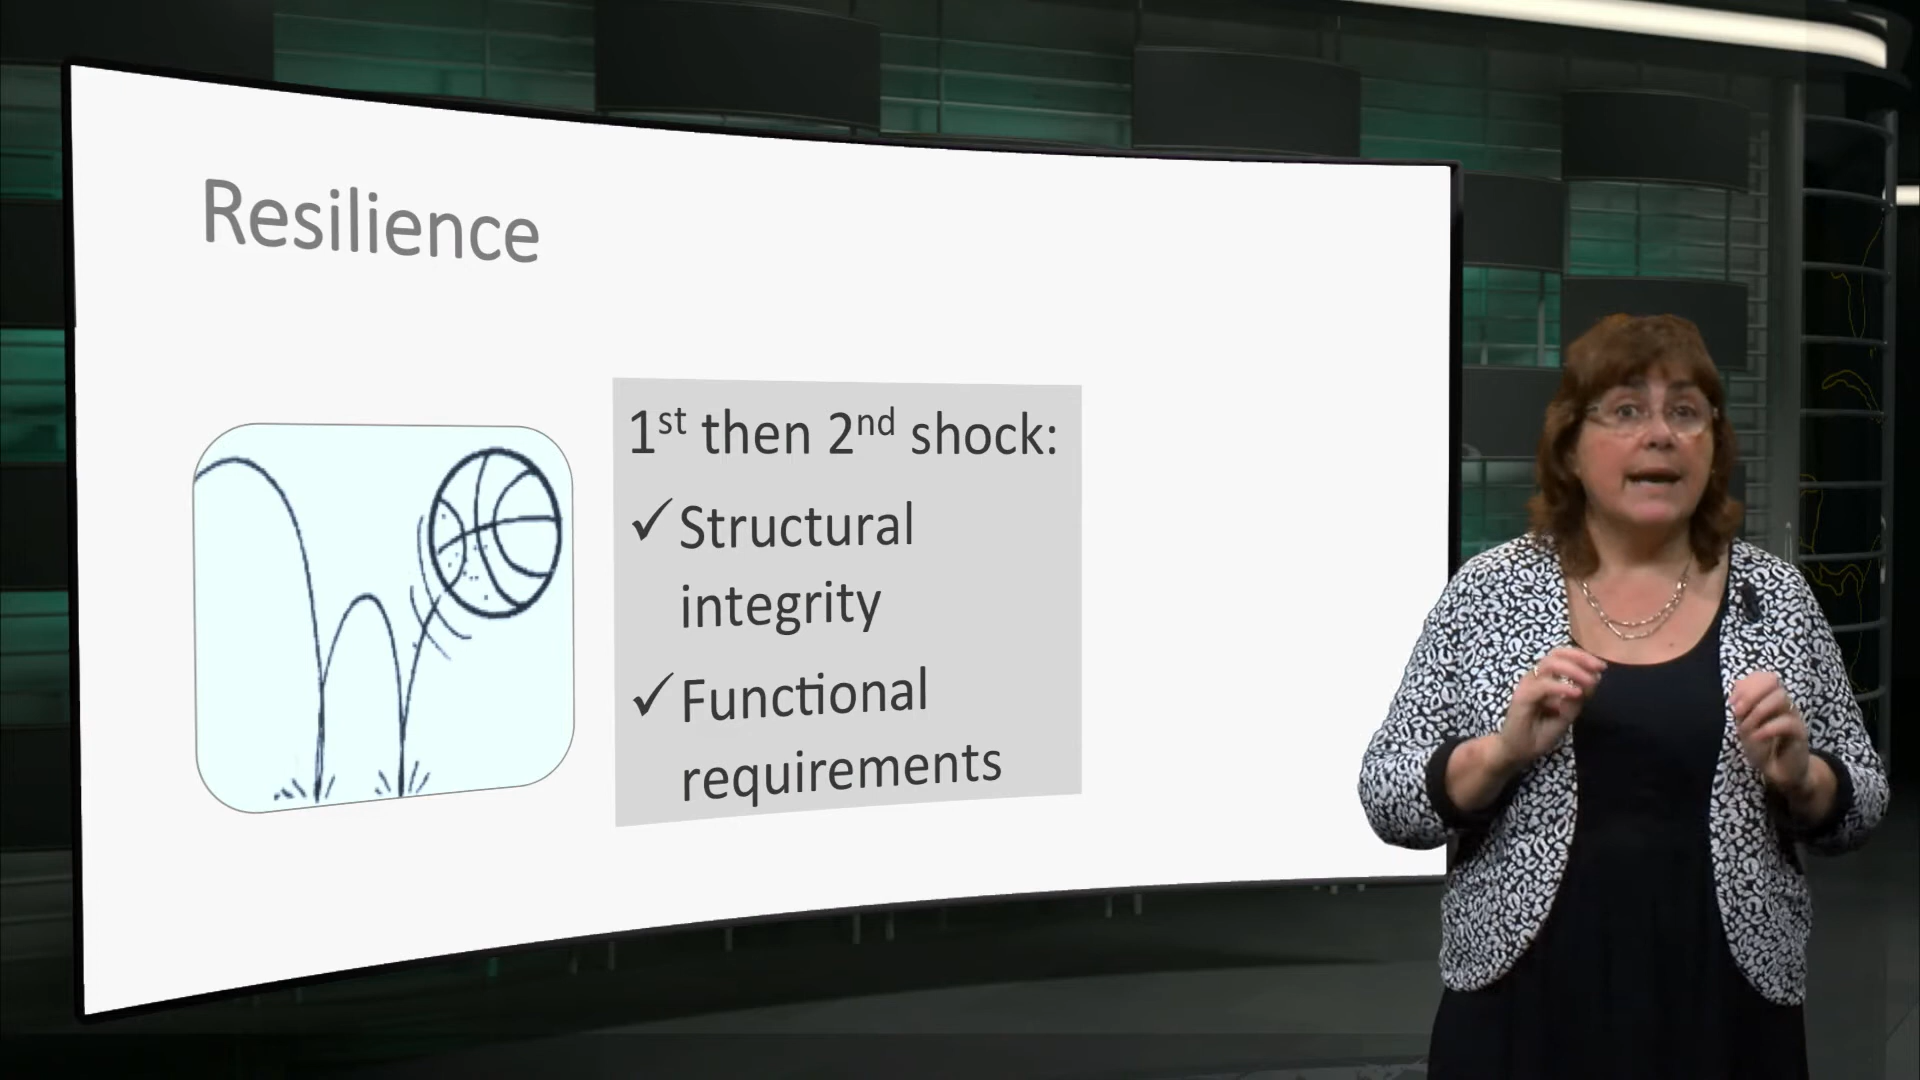 Resilience
1st then 2nd shock:
✓Structural
integrity
✓Functional
requirements